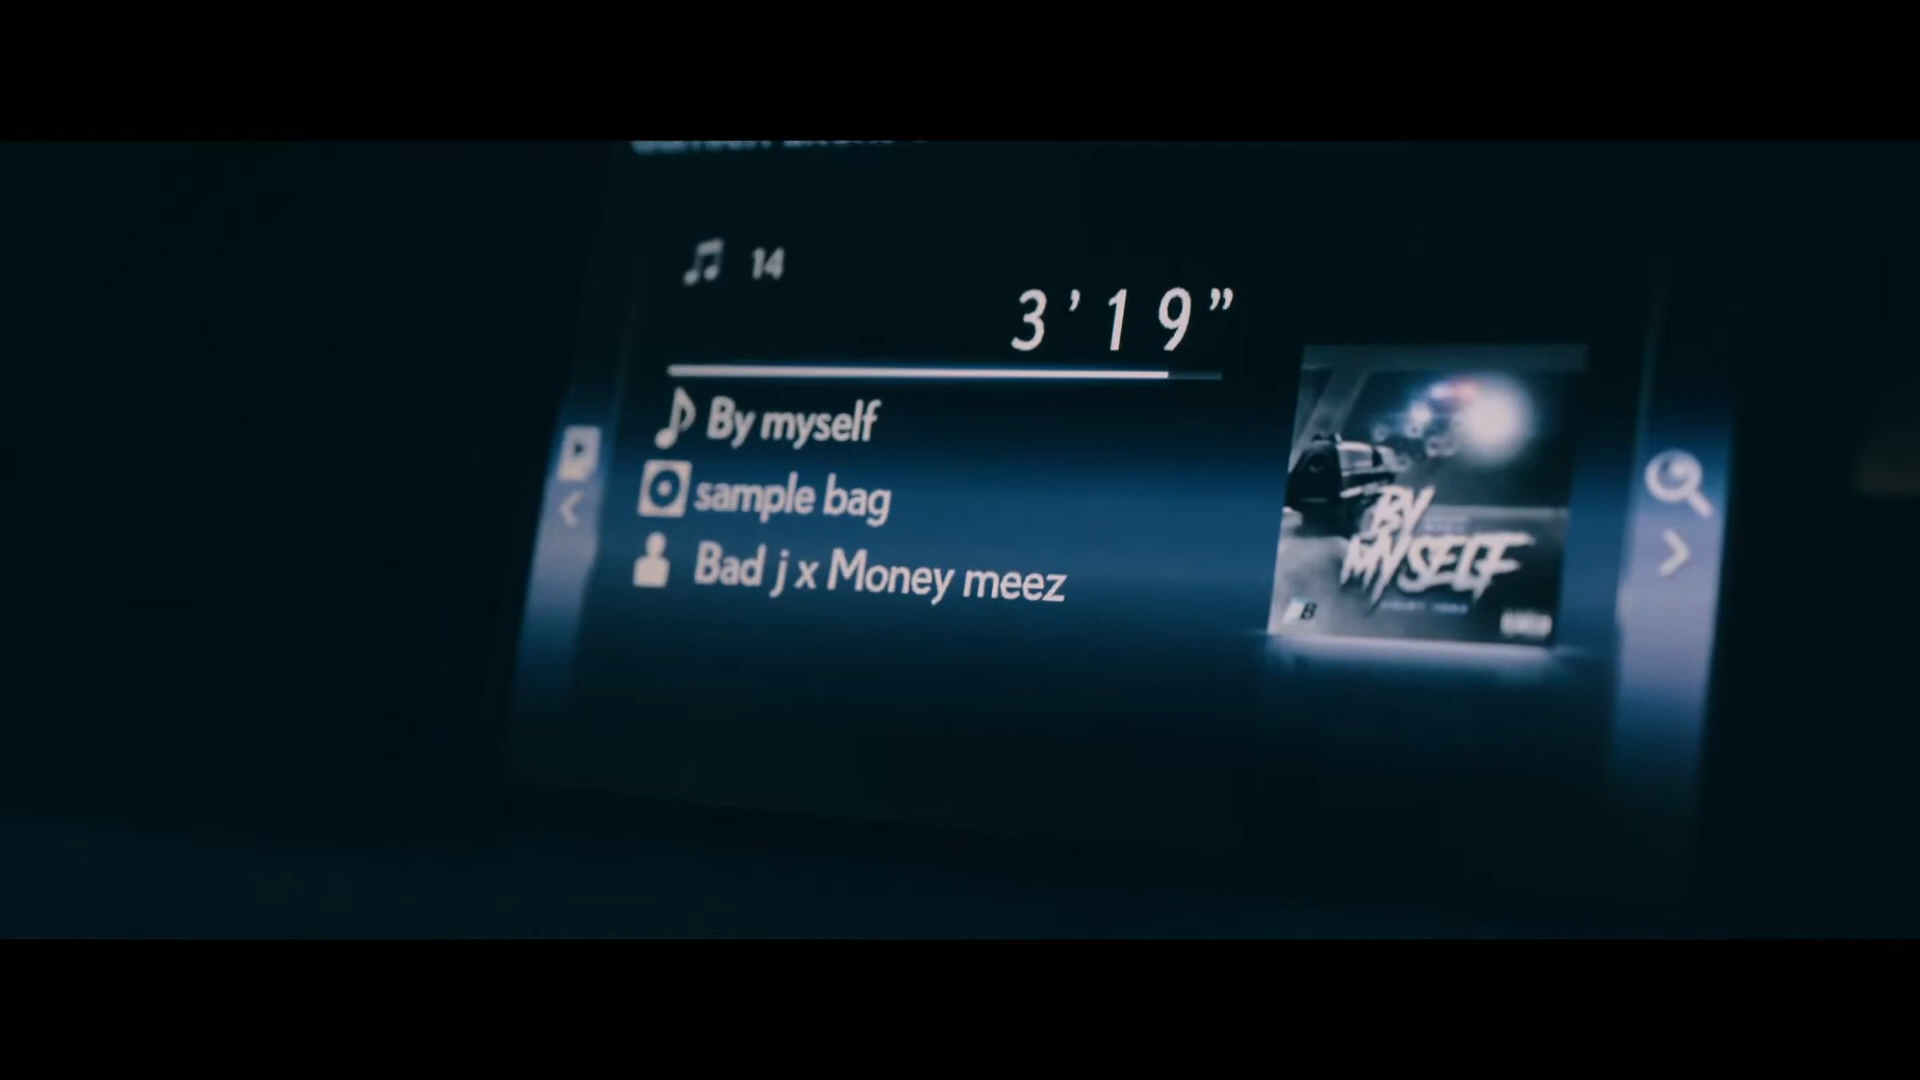 14
3’19”
By myself
sample bag
Bad j x Money meez
BY
MYSELF